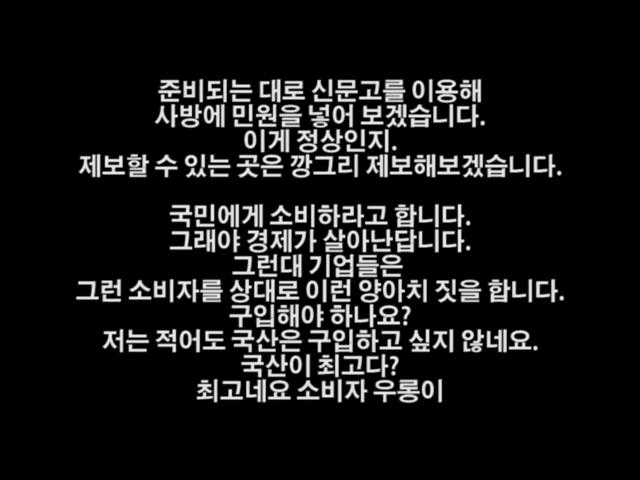 준비되는 대로 신문고를 이용해
사방에 민원을 넣어 보겠습니다.
이게 정상인지.
제보할 수 있는 곳은 깡그리 제보해보겠습니다.
국민에게 소비하라고 합니다.
그래야 경제가 살아난답니다.
그런대 기업들은
그런 소비자를 상대로 이런 양아치 짓을 합니다.
구입해야 하나요?
저는 적어도 국산은 구입하고 싶지 않네요.
국산이 최고다?
최고네요 소비자 우롱이